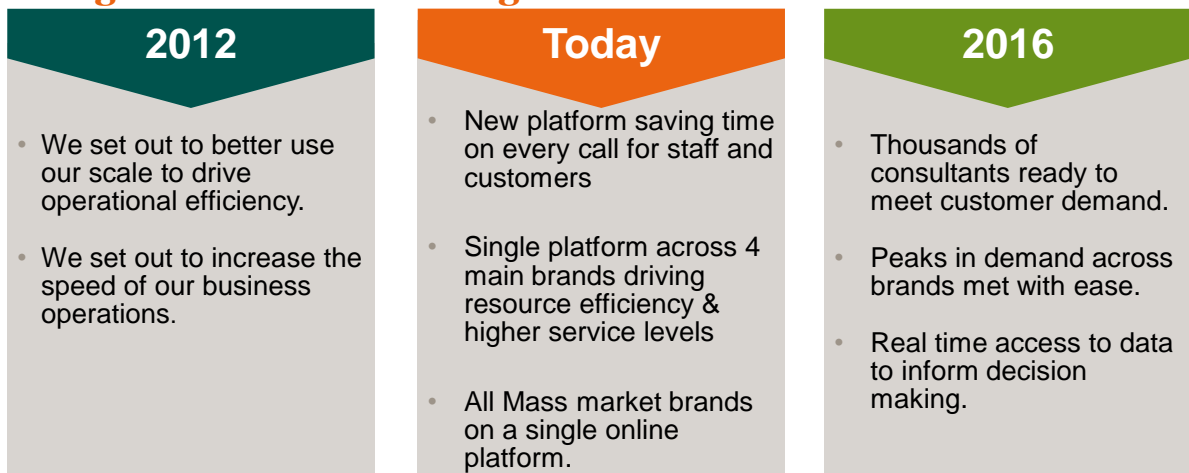 2012
• We set out to better use
our scale to drive
operational efficiency.
• We set out to increase the
speed of our business
operations.
Today
• New platform saving time
on every call for staff and
customers
• Single platform across 4
main brands driving
resource efficiency &
higher service levels
• All Mass market brands
on a single online
platform.
2016
• Thousands of
consultants ready to
meet customer demand.
• Peaks in demand across
brands met with ease.
• Real time access to data
to inform decision
making.